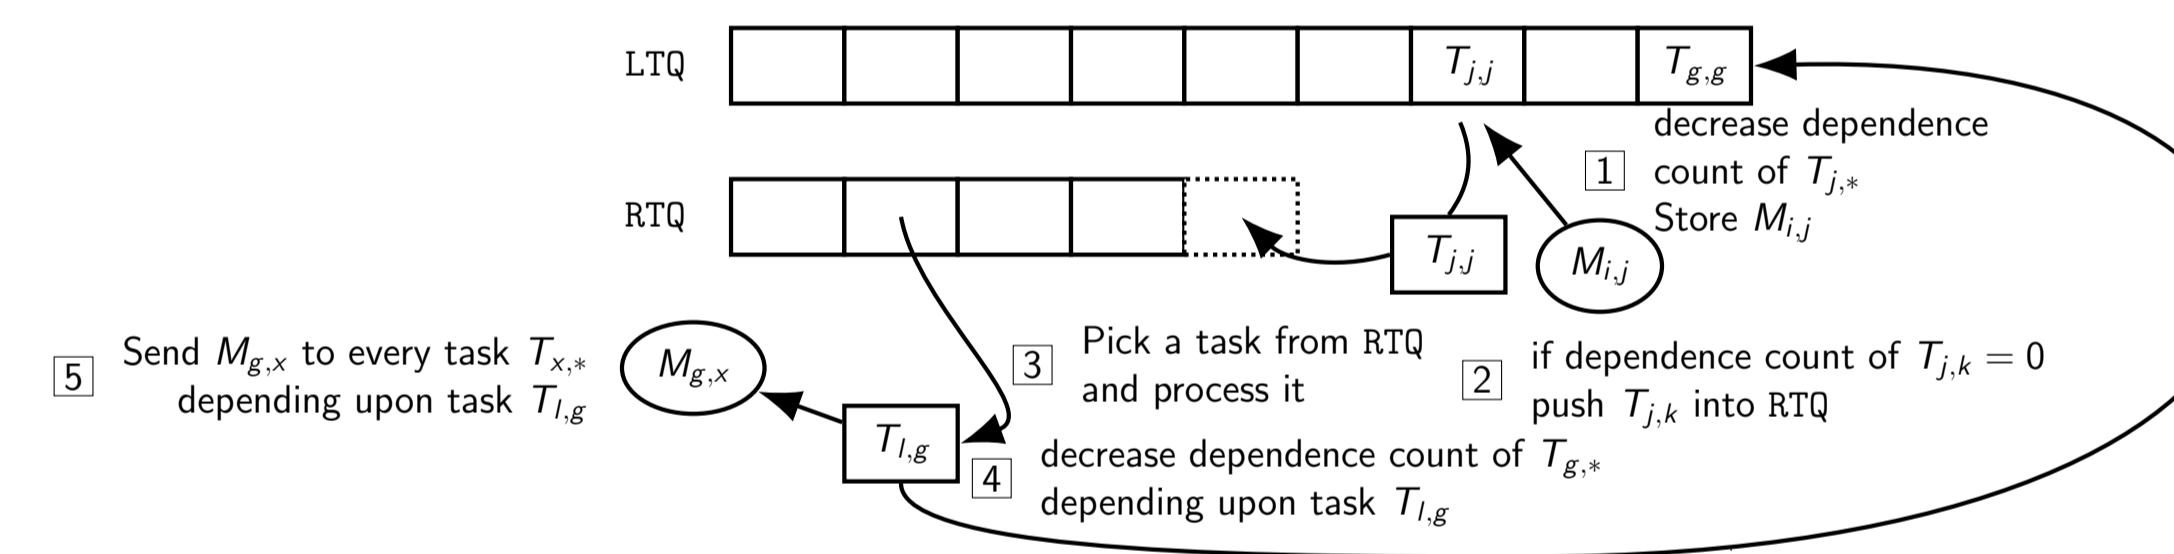 LTQ
T_{j,j}
T_{g,g}
decrease dependence
1
count of T_{j,*}
Store M_{i,j}
RTQ
T_{j,j}
M_{i,j}
5
Send M_{g,x} to every task T_{x,*}
depending upon task T_{l,g}
M_{g,x}
3
Pick a task from RTQ
and process it
2
if dependence count of T_{j,k} = 0
push T_{j,k} into RTQ
T_{l,g}
4
decrease dependence count of T_{g,*}
depending upon task T_{l,g}